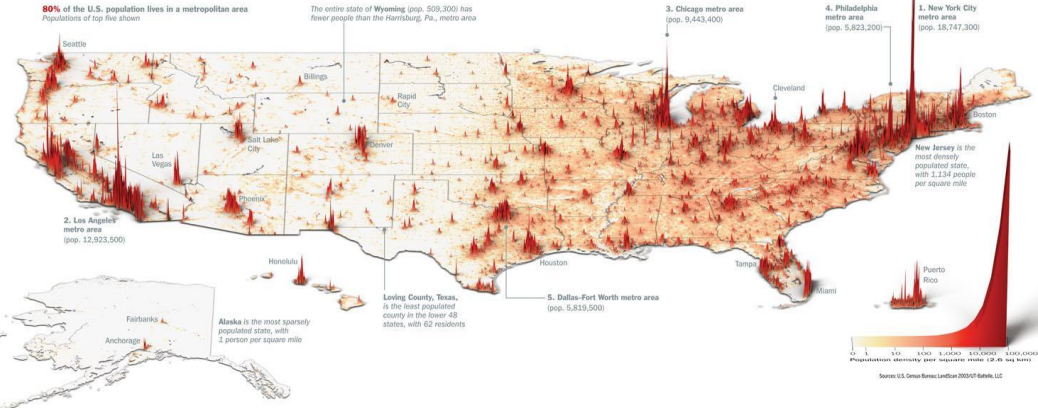 80% of the U.S. population lives in a metropolitan area
Populations of top five shown
The entire state of Wyoming (pop. 509,300) has
fewer people than the Harrisburg, Pa., metro area
3. Chicago metro area
(pop. 9,443,400)
4. Philadelphia
metro area
(pop. 5,823,200)
1. New York City
metro area
(pop. 18,747,300)
Seattle
Billings
Rapid
City
Cleveland
Boston
Salt Lake
City
Denver
Las
Vegas
Phoenix
New Jersey is the
most densely
populated state,
with 1,134 people
per square mile
2. Los Angeles
metro area
(pop. 12,923,500)
Honolulu
Houston
Tampa
Miami
Puerto
Rico
Loving County, Texas,
is the least populated
county in the lower 48
states, with 62 residents
5. Dallas-Fort Worth metro area
(pop. 5,819,500)
Fairbanks
Anchorage
Alaska is the most sparsely
populated state, with
1 person per square mile
0 1 10 100 1,000 10,000 100,000
Population density per square mile (2.6 sq km)
Sources: U.S. Census Bureau; LandScan 2003/UT-Battelle, LLC